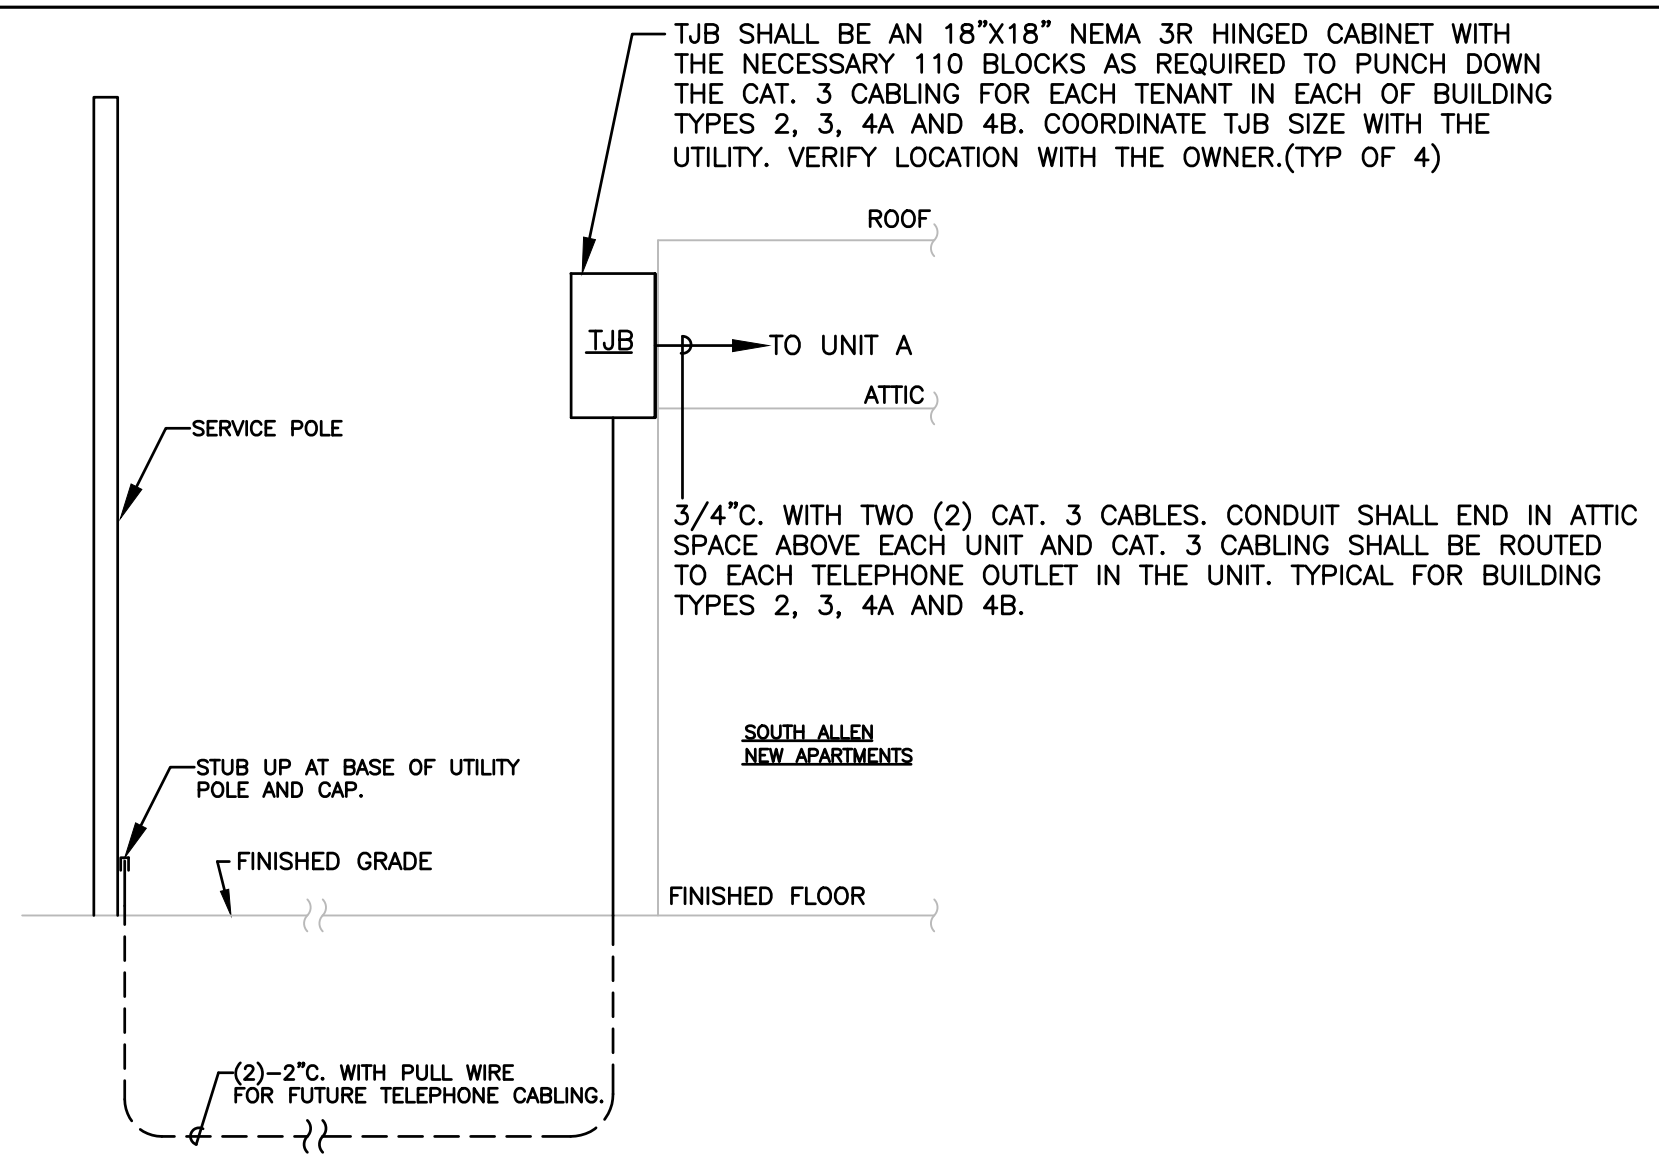 TJB SHALL BE AN 18"X18" NEMA 3R HINGED CABINET WITH
THE NECESSARY 110 BLOCKS AS REQUIRED TO PUNCH DOWN
THE CAT. 3 CABLING FOR EACH TENANT IN EACH OF BUILDING
TYPES 2, 3, 4A AND 4B. COORDINATE TJB SIZE WITH THE
UTILITY. VERIFY LOCATION WITH THE OWNER.(TYP OF 4)
ROOF
TJB
TO UNIT A
ATTIC
SERVICE POLE
3/4"C. WITH TWO (2) CAT. 3 CABLES. CONDUIT SHALL END IN ATTIC
SPACE ABOVE EACH UNIT AND CAT. 3 CABLING SHALL BE ROUTED
TO EACH TELEPHONE OUTLET IN THE UNIT. TYPICAL FOR BUILDING
TYPES 2, 3, 4A AND 4B.
SOUTH ALLEN
NEW APARTMENTS
STUB UP AT BASE OF UTILITY
POLE AND CAP.
FINISHED GRADE
FINISHED FLOOR
(2)-2"C. WITH PULL WIRE
FOR FUTURE TELEPHONE CABLING.